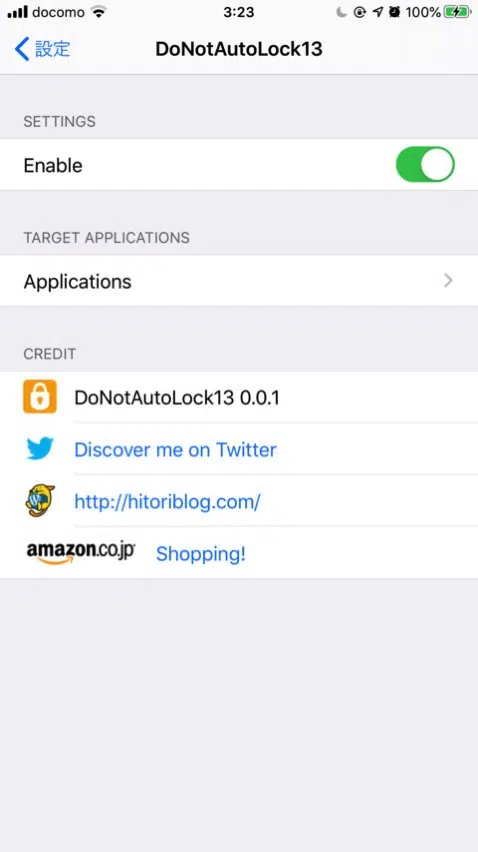 docomo 3:23 100%
設定 DoNotAutoLock13
SETTINGS
Enable
TARGET APPLICATIONS
Applications
CREDIT
DoNotAutoLock13 0.0.1
Discover me on Twitter
http://hitoriblog.com/
amazon.co.jp Shopping!